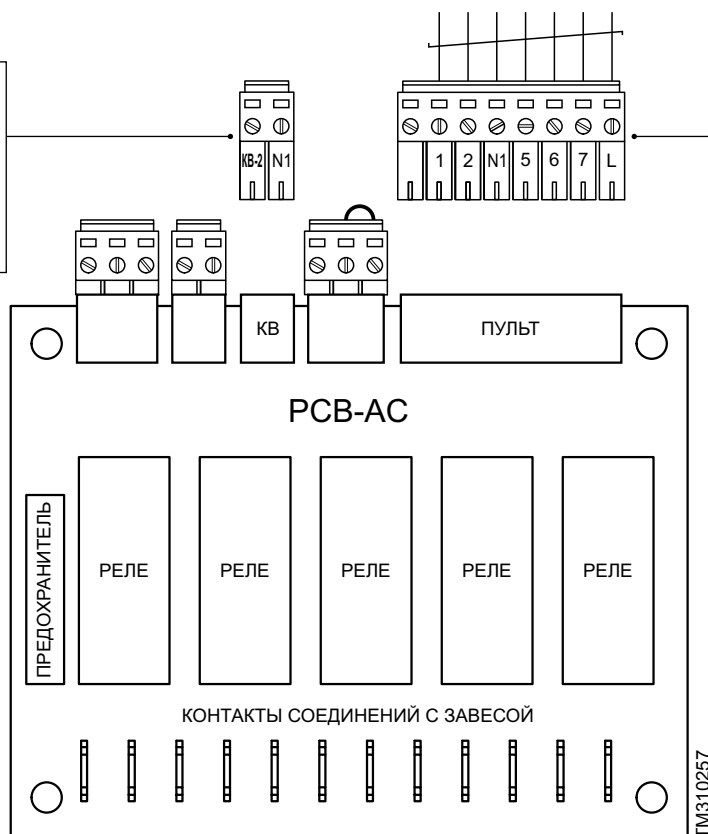 КВ-2 N1
1 2 N1 5 6 7 L
КВ
ПУЛЬТ
PCB-AC
ПРЕДОХРАНИТЕЛЬ
РЕЛЕ РЕЛЕ РЕЛЕ РЕЛЕ РЕЛЕ
КОНТАКТЫ СОЕДИНЕНИЙ С ЗАВЕСОЙ
TM310257